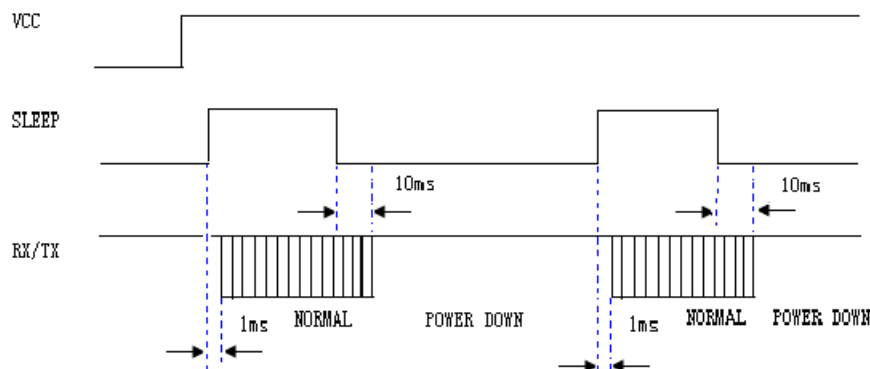 VCC
SLEEP
10ms 10ms
RX/TX
1ms NORMAL POWER DOWN 1ms NORMAL POWER DOWN